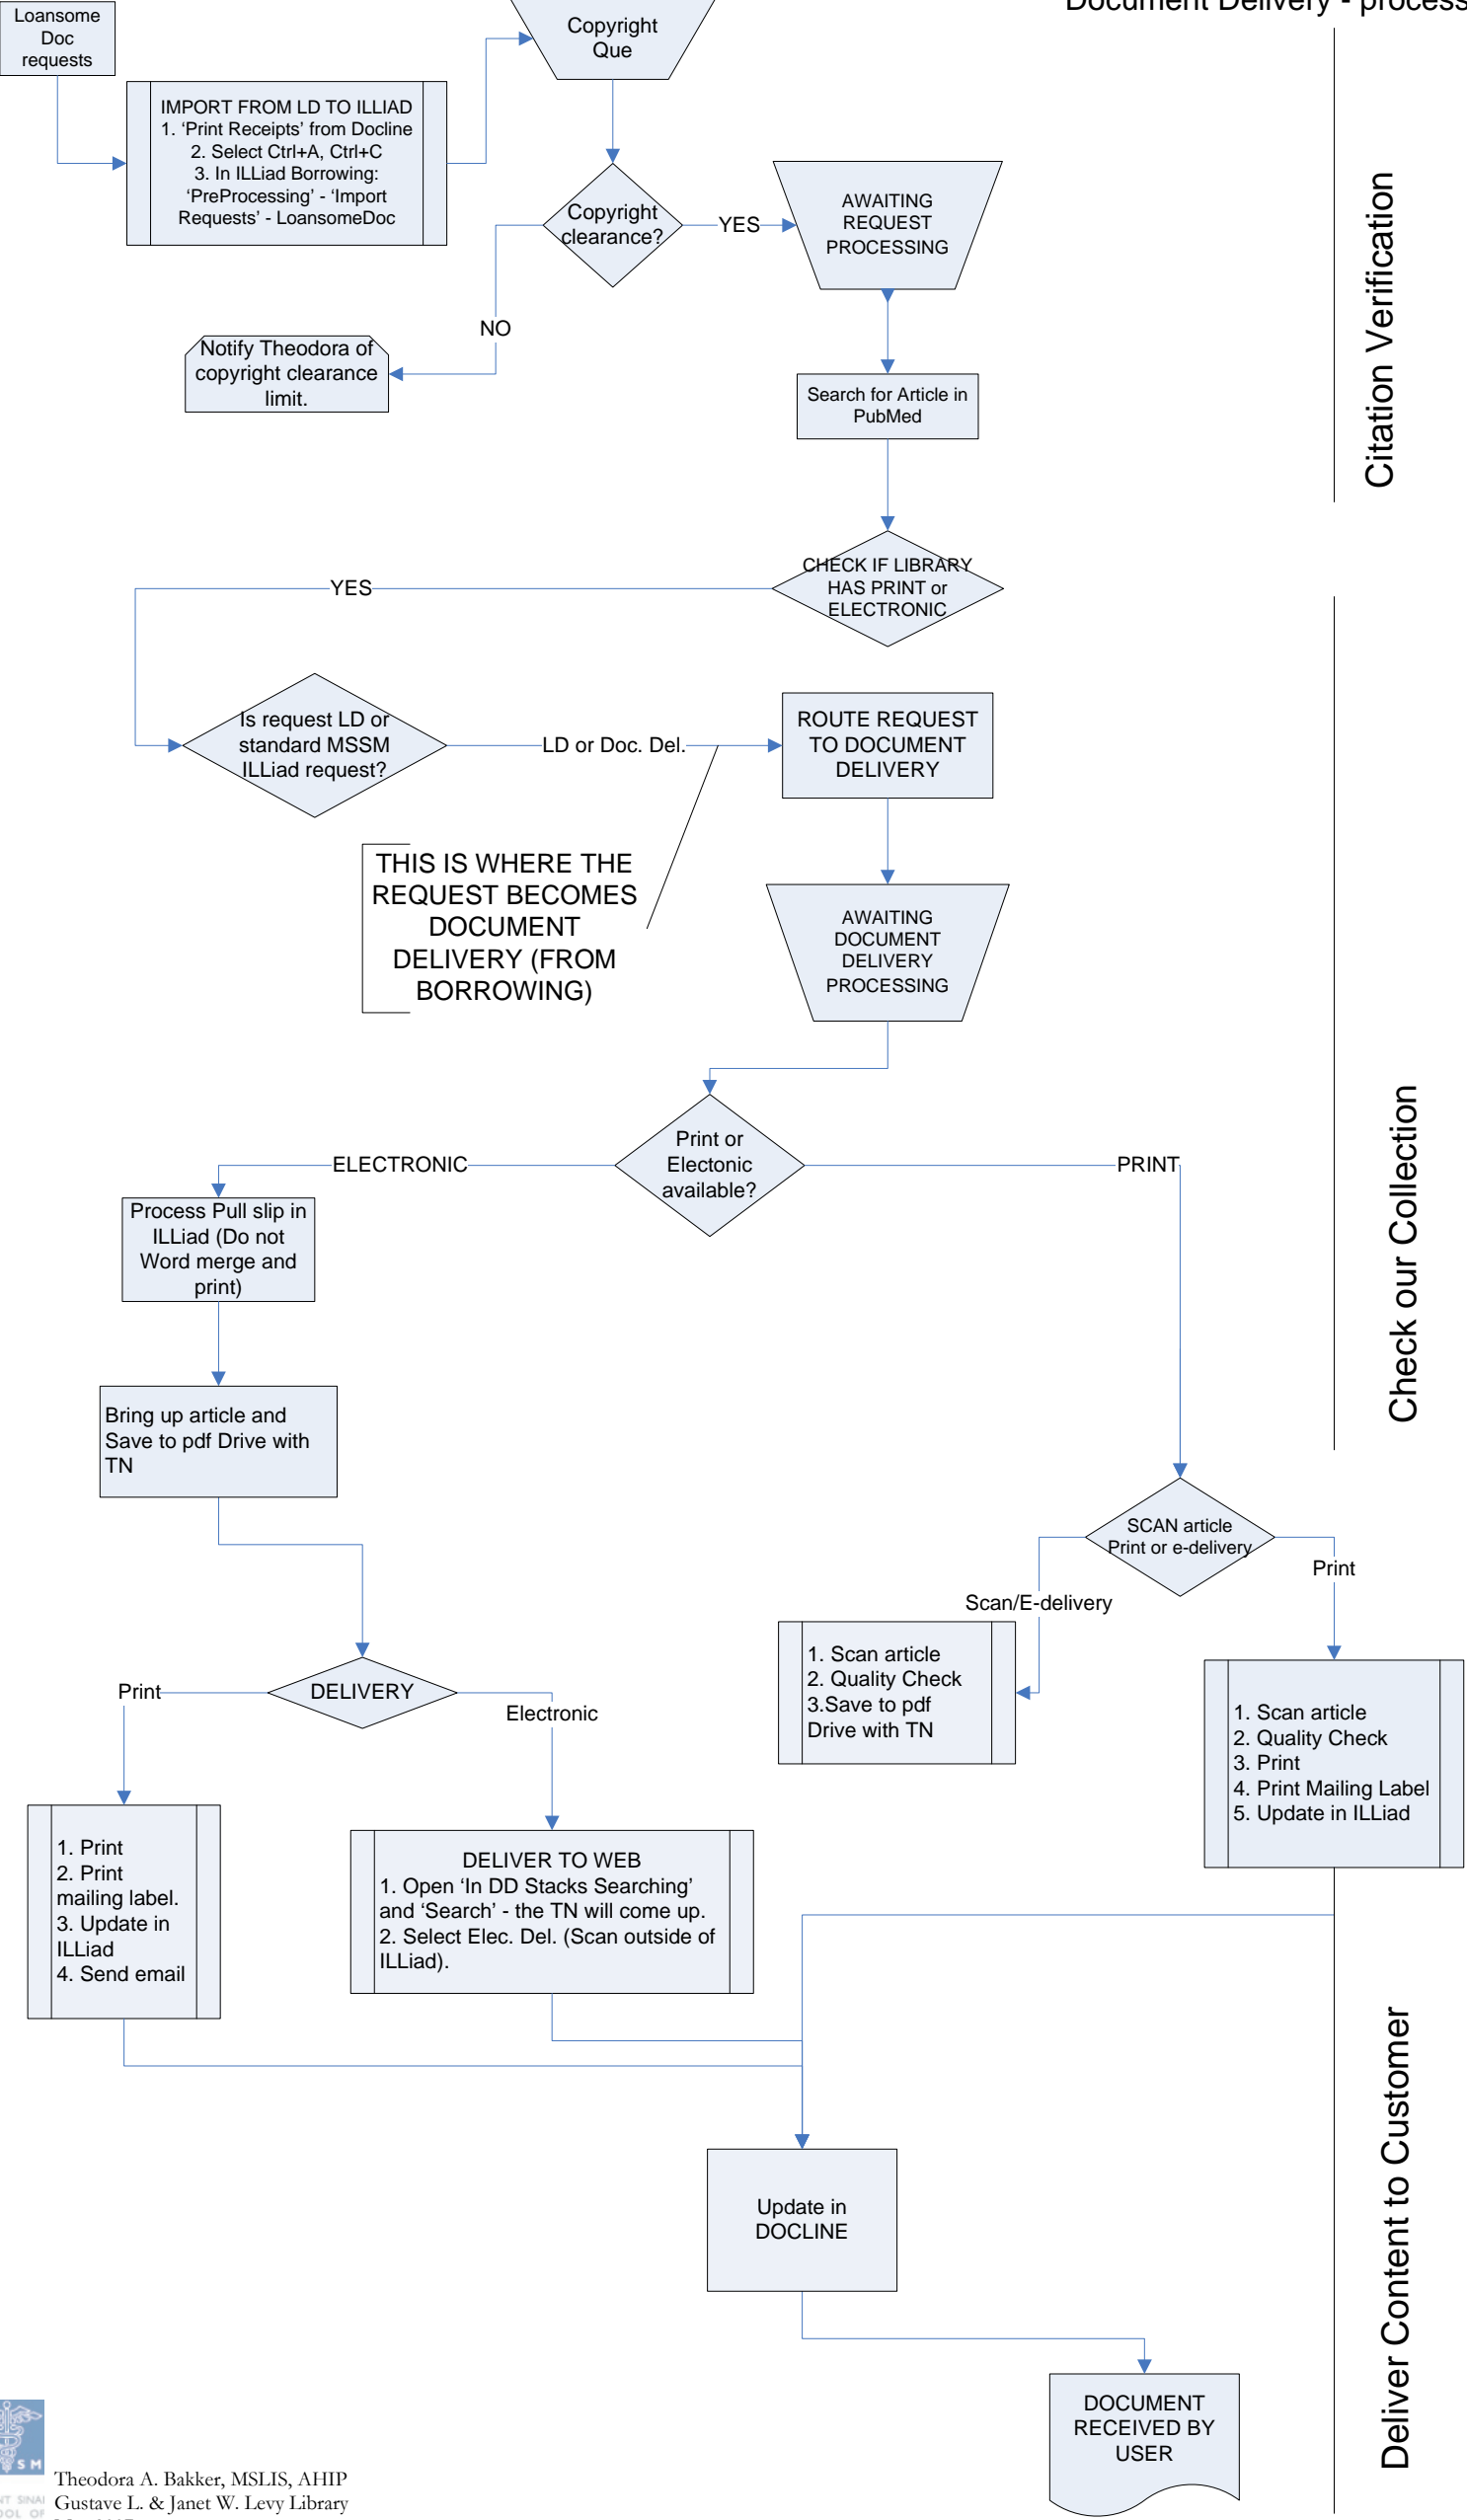 Document Delivery - process
Loansome
Doc
requests
Copyright
Que
IMPORT FROM LD TO ILLIAD
1. ‘Print Receipts’ from Docline
2. Select Ctrl+A, Ctrl+C
3. In ILLiad Borrowing:
‘PreProcessing’ - ‘Import
Requests’ - LoansomeDoc
Copyright
clearance?
YES
AWAITING
REQUEST
PROCESSING
NO
Notify Theodora of
copyright clearance
limit.
Search for Article in
PubMed
Citation Verification
CHECK IF LIBRARY
HAS PRINT or
ELECTRONIC
YES
Is request LD or
standard MSSM
ILLiad request?
LD or Doc. Del.
ROUTE REQUEST
TO DOCUMENT
DELIVERY
THIS IS WHERE THE
REQUEST BECOMES
DOCUMENT
DELIVERY (FROM
BORROWING)
AWAITING
DOCUMENT
DELIVERY
PROCESSING
Print or
Electonic
available?
ELECTRONIC
PRINT
Check our Collection
Process Pull slip in
ILLiad (Do not
Word merge and
print)
Bring up article and
Save to pdf Drive with
TN
SCAN article
Print or e-delivery
Print
Scan/E-delivery
1. Scan article
2. Quality Check
3.Save to pdf
Drive with TN
1. Scan article
2. Quality Check
3. Print
4. Print Mailing Label
5. Update in ILLiad
DELIVERY
Print
Electronic
1. Print
2. Print
mailing label.
3. Update in
ILLiad
4. Send email
DELIVER TO WEB
1. Open ‘In DD Stacks Searching’
and ‘Search’ - the TN will come up.
2. Select Elec. Del. (Scan outside of
ILLiad).
Update in
DOCLINE
Deliver Content to Customer
DOCUMENT
RECEIVED BY
USER
S M
NT SINAI
OOL OF
Theodora A. Bakker, MSLIS, AHIP
Gustave L. & Janet W. Levy Library